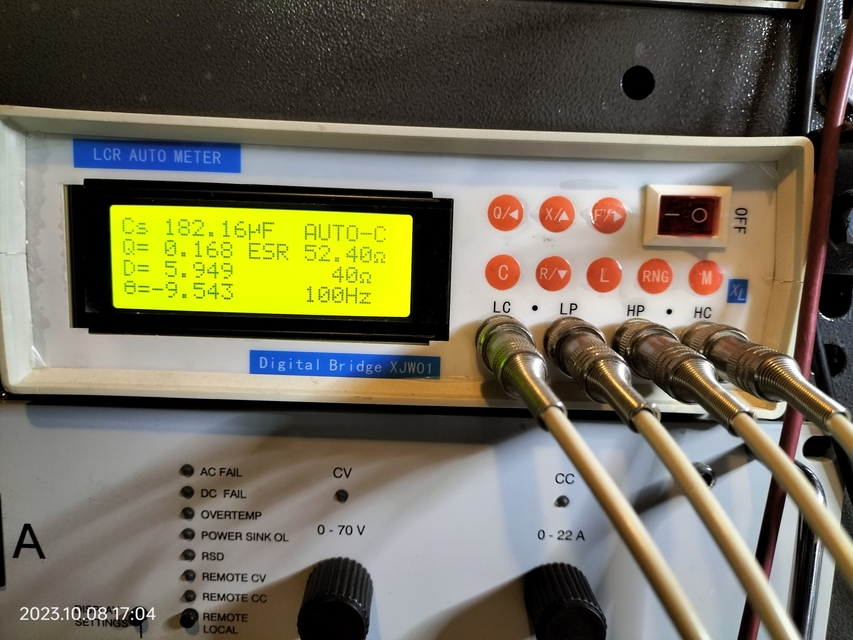 LCR AUTO METER
Cs 182.16µF AUTO-C
Q= 0.168 ESR 52.40Ω
D= 5.949 40Ω
θ=-9.543 100Hz
Q/◀ X/▲ F/▶
OFF
C R/▼ L RNG M
XL
LC • LP HP • HC
Digital Bridge XJW01
AC FAIL
DC FAIL
OVERTEMP
POWER SINK OL
RSD
REMOTE CV
REMOTE CC
REMOTE
LOCAL
CV
0 - 70 V
CC
0 - 22 A
A
SETTINGS
2023.10.08 17:04